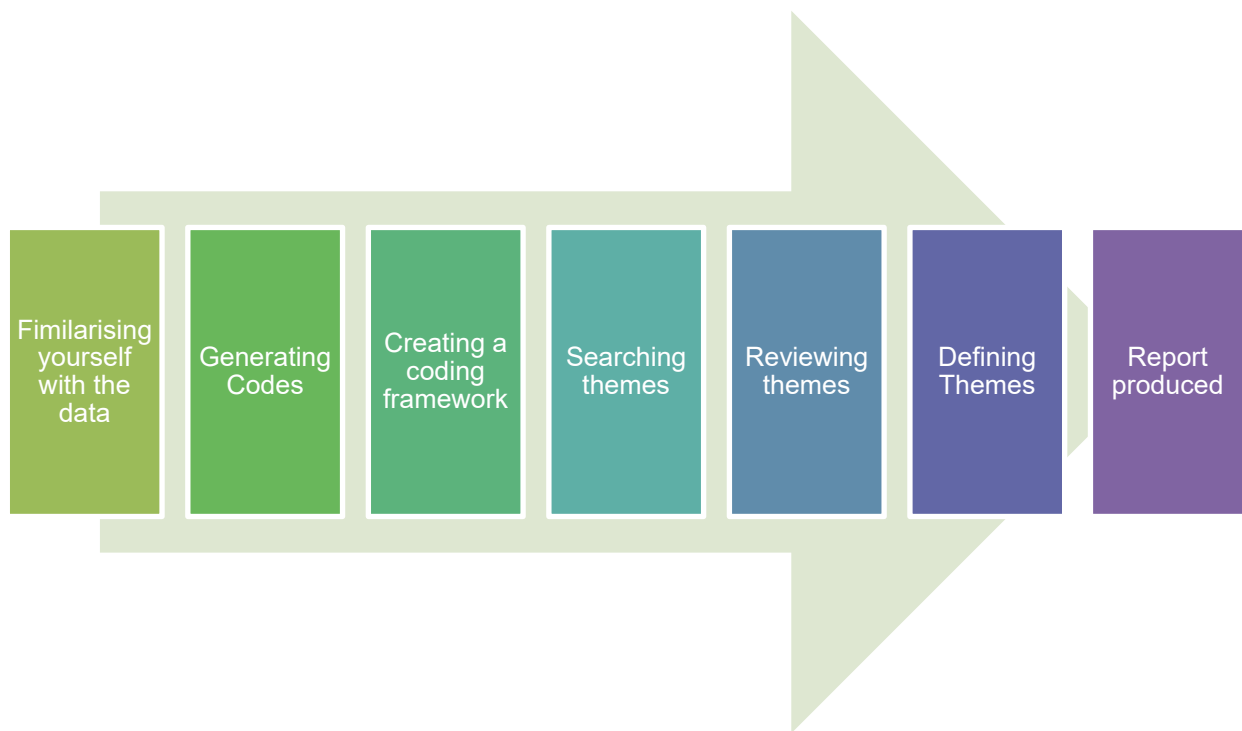 Fimilarising
yourself
with the
data
Generating
Codes
Creating a
coding
framework
Searching
themes
Reviewing
themes
Defining
Themes
Report
produced